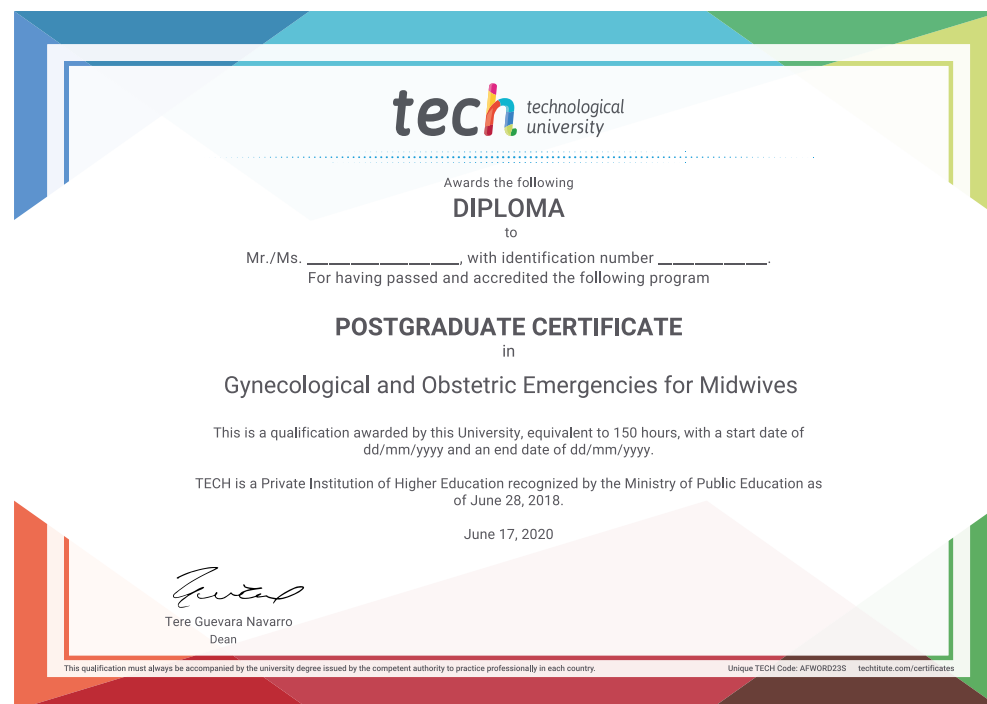 tech technological
university
Awards the following
DIPLOMA
to
Mr./Ms. ____________________, with identification number ______________.
For having passed and accredited the following program
POSTGRADUATE CERTIFICATE
in
Gynecological and Obstetric Emergencies for Midwives
This is a qualification awarded by this University, equivalent to 150 hours, with a start date of
dd/mm/yyyy and an end date of dd/mm/yyyy.
TECH is a Private Institution of Higher Education recognized by the Ministry of Public Education as
of June 28, 2018.
June 17, 2020
Tere Guevara Navarro
Dean
This qualification must always be accompanied by the university degree issued by the competent authority to practice professionally in each country.
Unique TECH Code: AFWORD23S techtitute.com/certificates